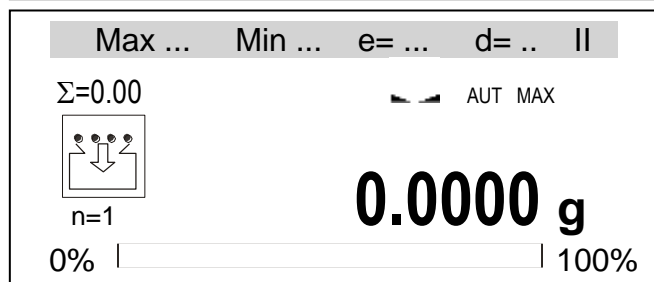 Max ... Min ... e= ... d= .. II
Σ=0.00
AUT MAX
n=1
0.0000 g
0% 100%